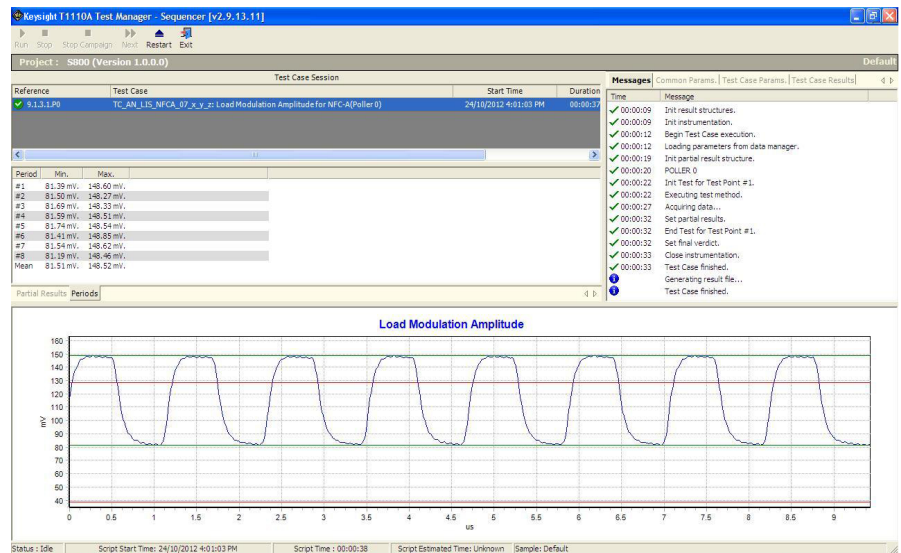 Keysight T1110A Test Manager - Sequencer [v2.9.13.11]
Run Stop Stop Campaign Next Restart Exit
Project : S800 (Version 1.0.0.0) Default
Test Case Session
Reference Test Case Start Time Duration
9.1.3.1.P0 TC_AN_LIS_NFCA_07_x_y_z: Load Modulation Amplitude for NFC-A(Poller 0) 24/10/2012 4:01:03 PM 00:00:37
Period Min. Max.
#1 81.39 mV. 148.60 mV.
#2 81.50 mV. 148.27 mV.
#3 81.69 mV. 148.33 mV.
#4 81.59 mV. 148.51 mV.
#5 81.74 mV. 148.54 mV.
#6 81.41 mV. 148.85 mV.
#7 81.54 mV. 148.62 mV.
#8 81.19 mV. 148.46 mV.
Mean 81.51 mV. 148.52 mV.
Partial Results Periods
Messages Common Params. Test Case Params. Test Case Results
Time Message
00:00:09 Init result structures.
00:00:09 Init instrumentation.
00:00:12 Begin Test Case execution.
00:00:12 Loading parameters from data manager.
00:00:19 Init partial result structure.
00:00:20 POLLER 0
00:00:22 Init Test for Test Point #1.
00:00:22 Executing test method.
00:00:27 Acquiring data...
00:00:32 Set partial results.
00:00:32 End Test for Test Point #1.
00:00:32 Set final verdict.
00:00:33 Close instrumentation.
00:00:33 Test Case finished.
Generating result file...
Test Case finished.
Load Modulation Amplitude
160
150
140
130
120
110
100
90
80
70
60
50
40
mV
0 0.5 1 1.5 2 2.5 3 3.5 4 4.5 5 5.5 6 6.5 7 7.5 8 8.5 9
us
Status : Idle Script Start Time: 24/10/2012 4:01:03 PM Script Time : 00:00:38 Script Estimated Time: Unknown Sample: Default